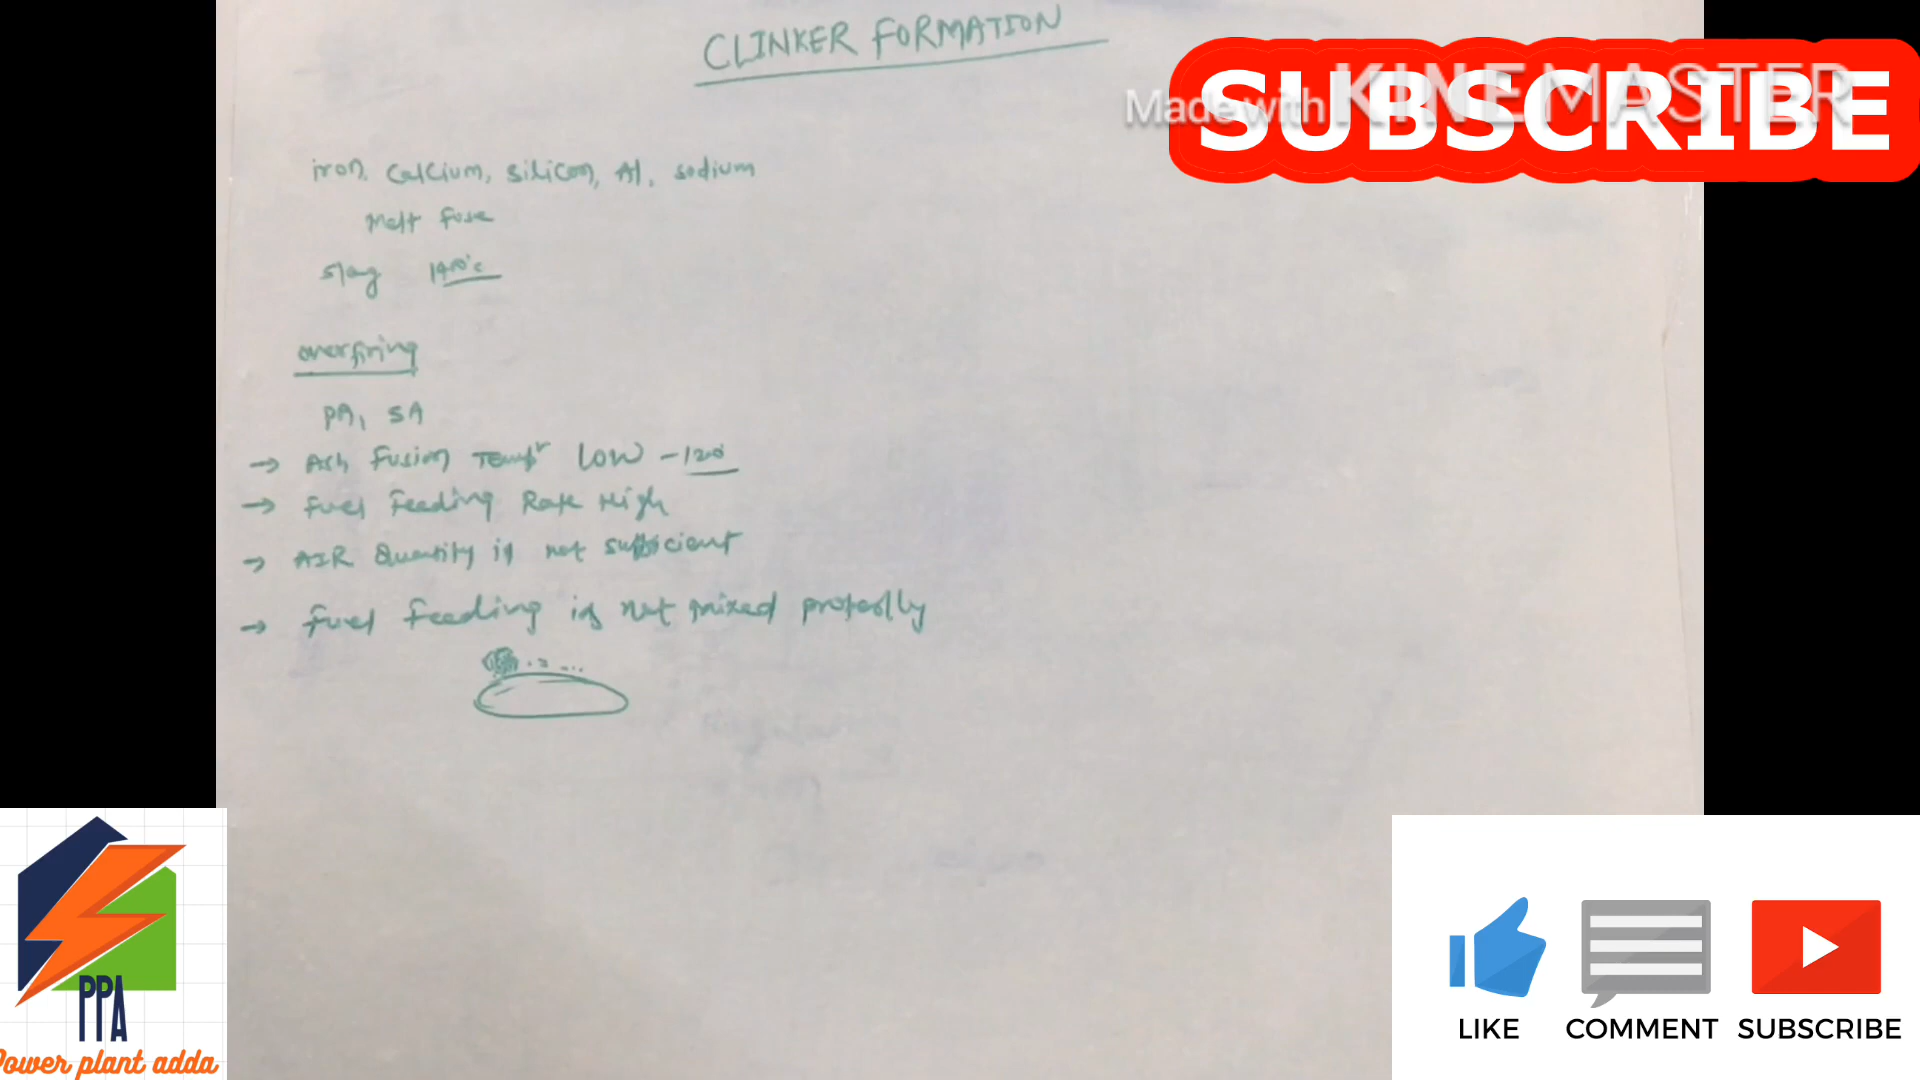 CLINKER FORMATION
SUBSCRIBE
Made with KINEMASTER
iron, Calcium, silicon, Al, sodium
Melt fuse
slag 1400°c
overfiring
PA, SA
→ Ash fusion Tempr LOW - 1200
→ Fuel Feeding Rate High
→ AIR Quantity is not sufficient
→ Fuel Feeding is not mixed properlly
PPA
Power plant adda
LIKE COMMENT SUBSCRIBE